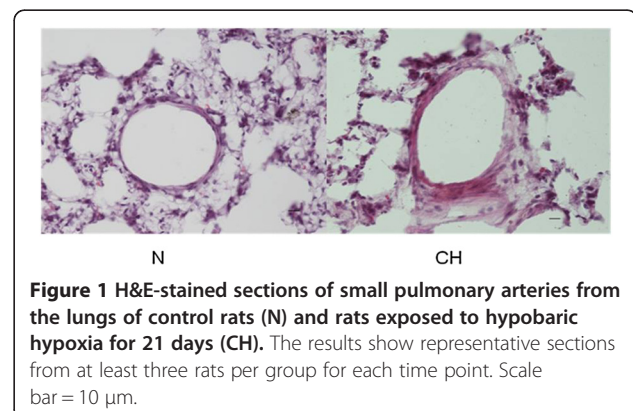 N CH
Figure 1 H&E-stained sections of small pulmonary arteries from
the lungs of control rats (N) and rats exposed to hypobaric
hypoxia for 21 days (CH). The results show representative sections
from at least three rats per group for each time point. Scale
bar = 10 μm.